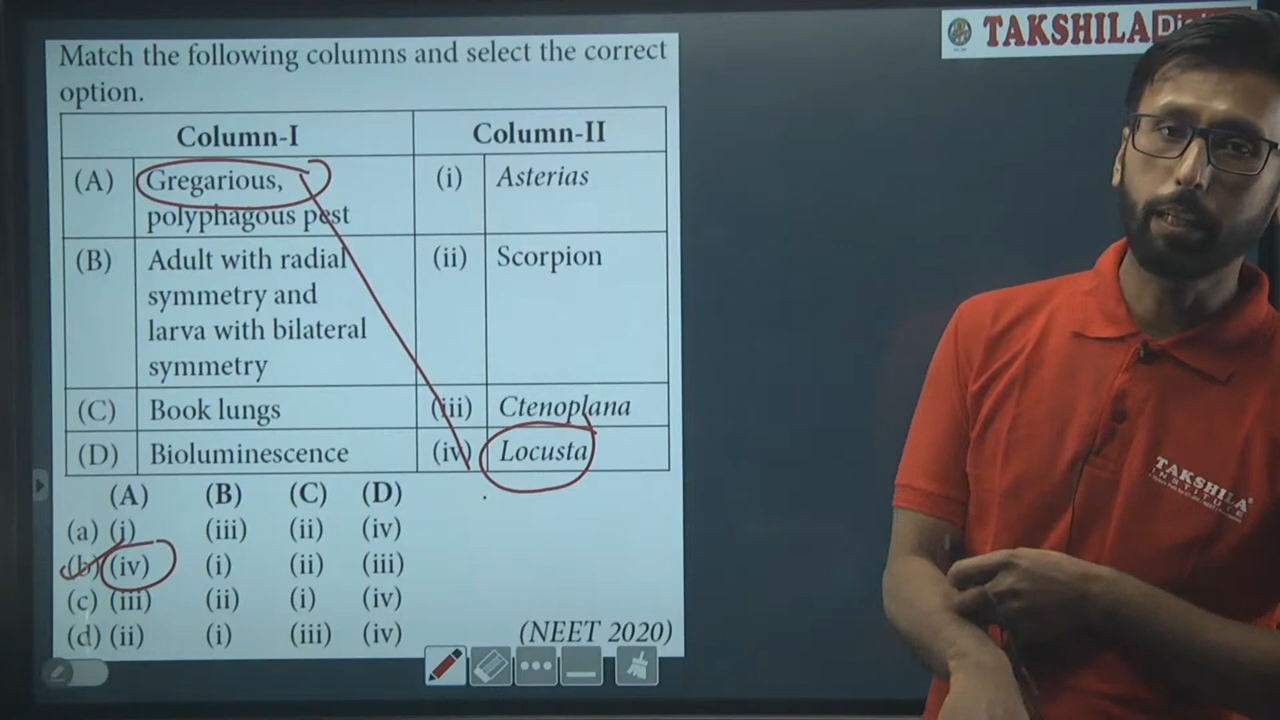 TAKSHILA
Match the following columns and select the correct
option.
Column-I Column-II
(A) Gregarious, (i) Asterias
polyphagous pest
(B) Adult with radial (ii) Scorpion
symmetry and
larva with bilateral
symmetry
(C) Book lungs (iii) Ctenoplana
(D) Bioluminescence (iv) Locusta
(A) (B) (C) (D)
(a) (i) (iii) (ii) (iv)
(b) (iv) (i) (ii) (iii)
(c) (iii) (ii) (i) (iv)
(d) (ii) (i) (iii) (iv)
(NEET 2020)
TAKSHILA
INSTITUTE